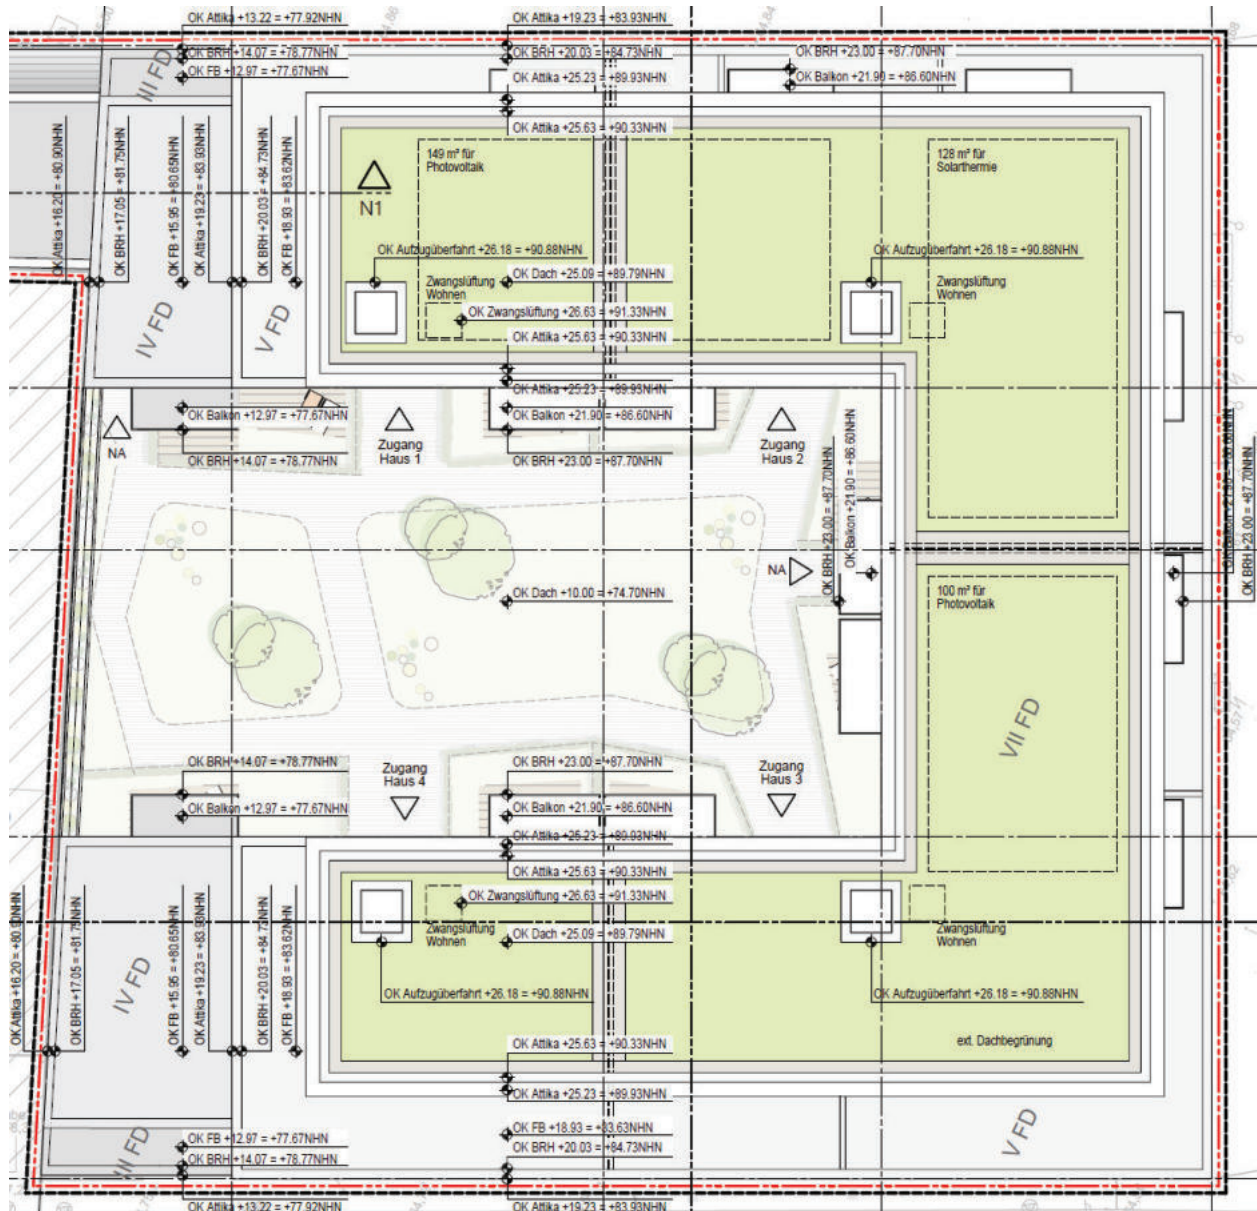 OK Attika +13.22 = +77.92NHN
OK Attika +19.23 = +83.93NHN
OK BRH +14.07 = +78.77NHN
OK BRH +20.03 = +84.73NHN
OK BRH +23.00 = +87.70NHN
OK FB +12.97 = +77.67NHN
OK Attika +25.23 = +89.93NHN
OK Balkon +21.90 = +86.60NHN
III FD
OK Attika +25.63 = +90.33NHN
OK Attika +16.20 = +80.90NHN
OK BRH +17.05 = +81.75NHN
OK FB +15.95 = +80.65NHN
OK Attika +19.23 = +83.93NHN
OK BRH +20.03 = +84.73NHN
OK FB +18.93 = +83.62NHN
149 m² für
Photovoltaik
128 m² für
Solarthermie
N1
OK Aufzugüberfahrt +26.18 = +90.88NHN
OK Aufzugüberfahrt +26.18 = +90.88NHN
OK Dach +25.09 = +89.79NHN
Zwangslüftung
Wohnen
Zwangslüftung
Wohnen
OK Zwangslüftung +26.63 = +91.33NHN
IV FD
V FD
OK Attika +25.63 = +90.33NHN
OK Attika +25.23 = +89.93NHN
OK Balkon +12.97 = +77.67NHN
OK Balkon +21.90 = +86.60NHN
NA
Zugang
Haus 1
Zugang
Haus 2
OK BRH +14.07 = +78.77NHN
OK BRH +23.00 = +87.70NHN
OK BRH +23.00 = +87.70NHN
OK Balkon +21.90 = +86.60NHN
OK Balkon +21.90 = +86.60NHN
OK BRH +23.00 = +87.70NHN
NA
OK Dach +10.00 = +74.70NHN
100 m² für
Photovoltaik
VII FD
OK BRH +14.07 = +78.77NHN
Zugang
Haus 4
OK BRH +23.00 = +87.70NHN
Zugang
Haus 3
OK Balkon +12.97 = +77.67NHN
OK Balkon +21.90 = +86.60NHN
OK Attika +25.23 = +89.93NHN
OK Attika +25.63 = +90.33NHN
OK Zwangslüftung +26.63 = +91.33NHN
OK Attika +16.20 = +80.90NHN
OK BRH +17.05 = +81.75NHN
OK FB +15.95 = +80.65NHN
OK Attika +19.23 = +83.93NHN
OK BRH +20.03 = +84.73NHN
OK FB +18.93 = +83.62NHN
Zwangslüftung
Wohnen
OK Dach +25.09 = +89.79NHN
Zwangslüftung
Wohnen
IV FD
OK Aufzugüberfahrt +26.18 = +90.88NHN
OK Aufzugüberfahrt +26.18 = +90.88NHN
OK Attika +25.63 = +90.33NHN
ext. Dachbegrünung
OK Attika +25.23 = +89.93NHN
OK FB +18.93 = +83.63NHN
V FD
OK FB +12.97 = +77.67NHN
OK BRH +20.03 = +84.73NHN
III FD
OK BRH +14.07 = +78.77NHN
OK Attika +13.22 = +77.92NHN
OK Attika +19.23 = +83.93NHN